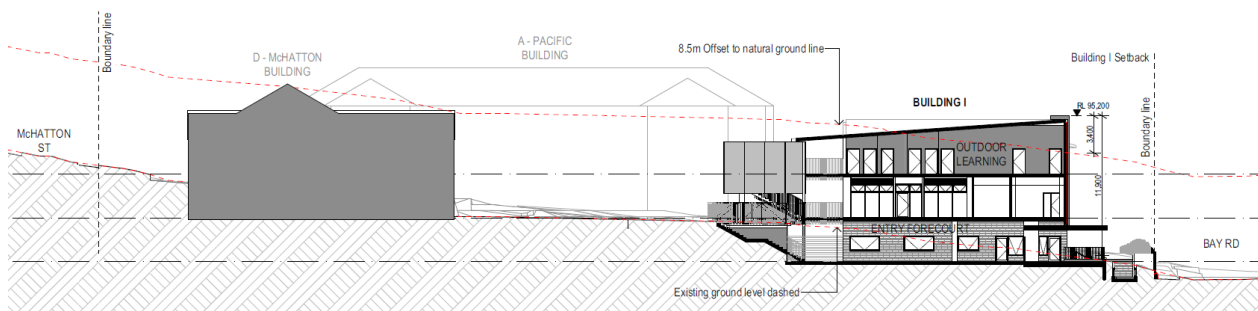 Boundary line
D - McHATTON
BUILDING
A - PACIFIC
BUILDING
8.5m Offset to natural ground line
Building I Setback
BUILDING I
RL 95,200
McHATTON
ST
3,400
OUTDOOR
LEARNING
11,900
Boundary line
ENTRY FORECOURT
BAY RD
Existing ground level dashed